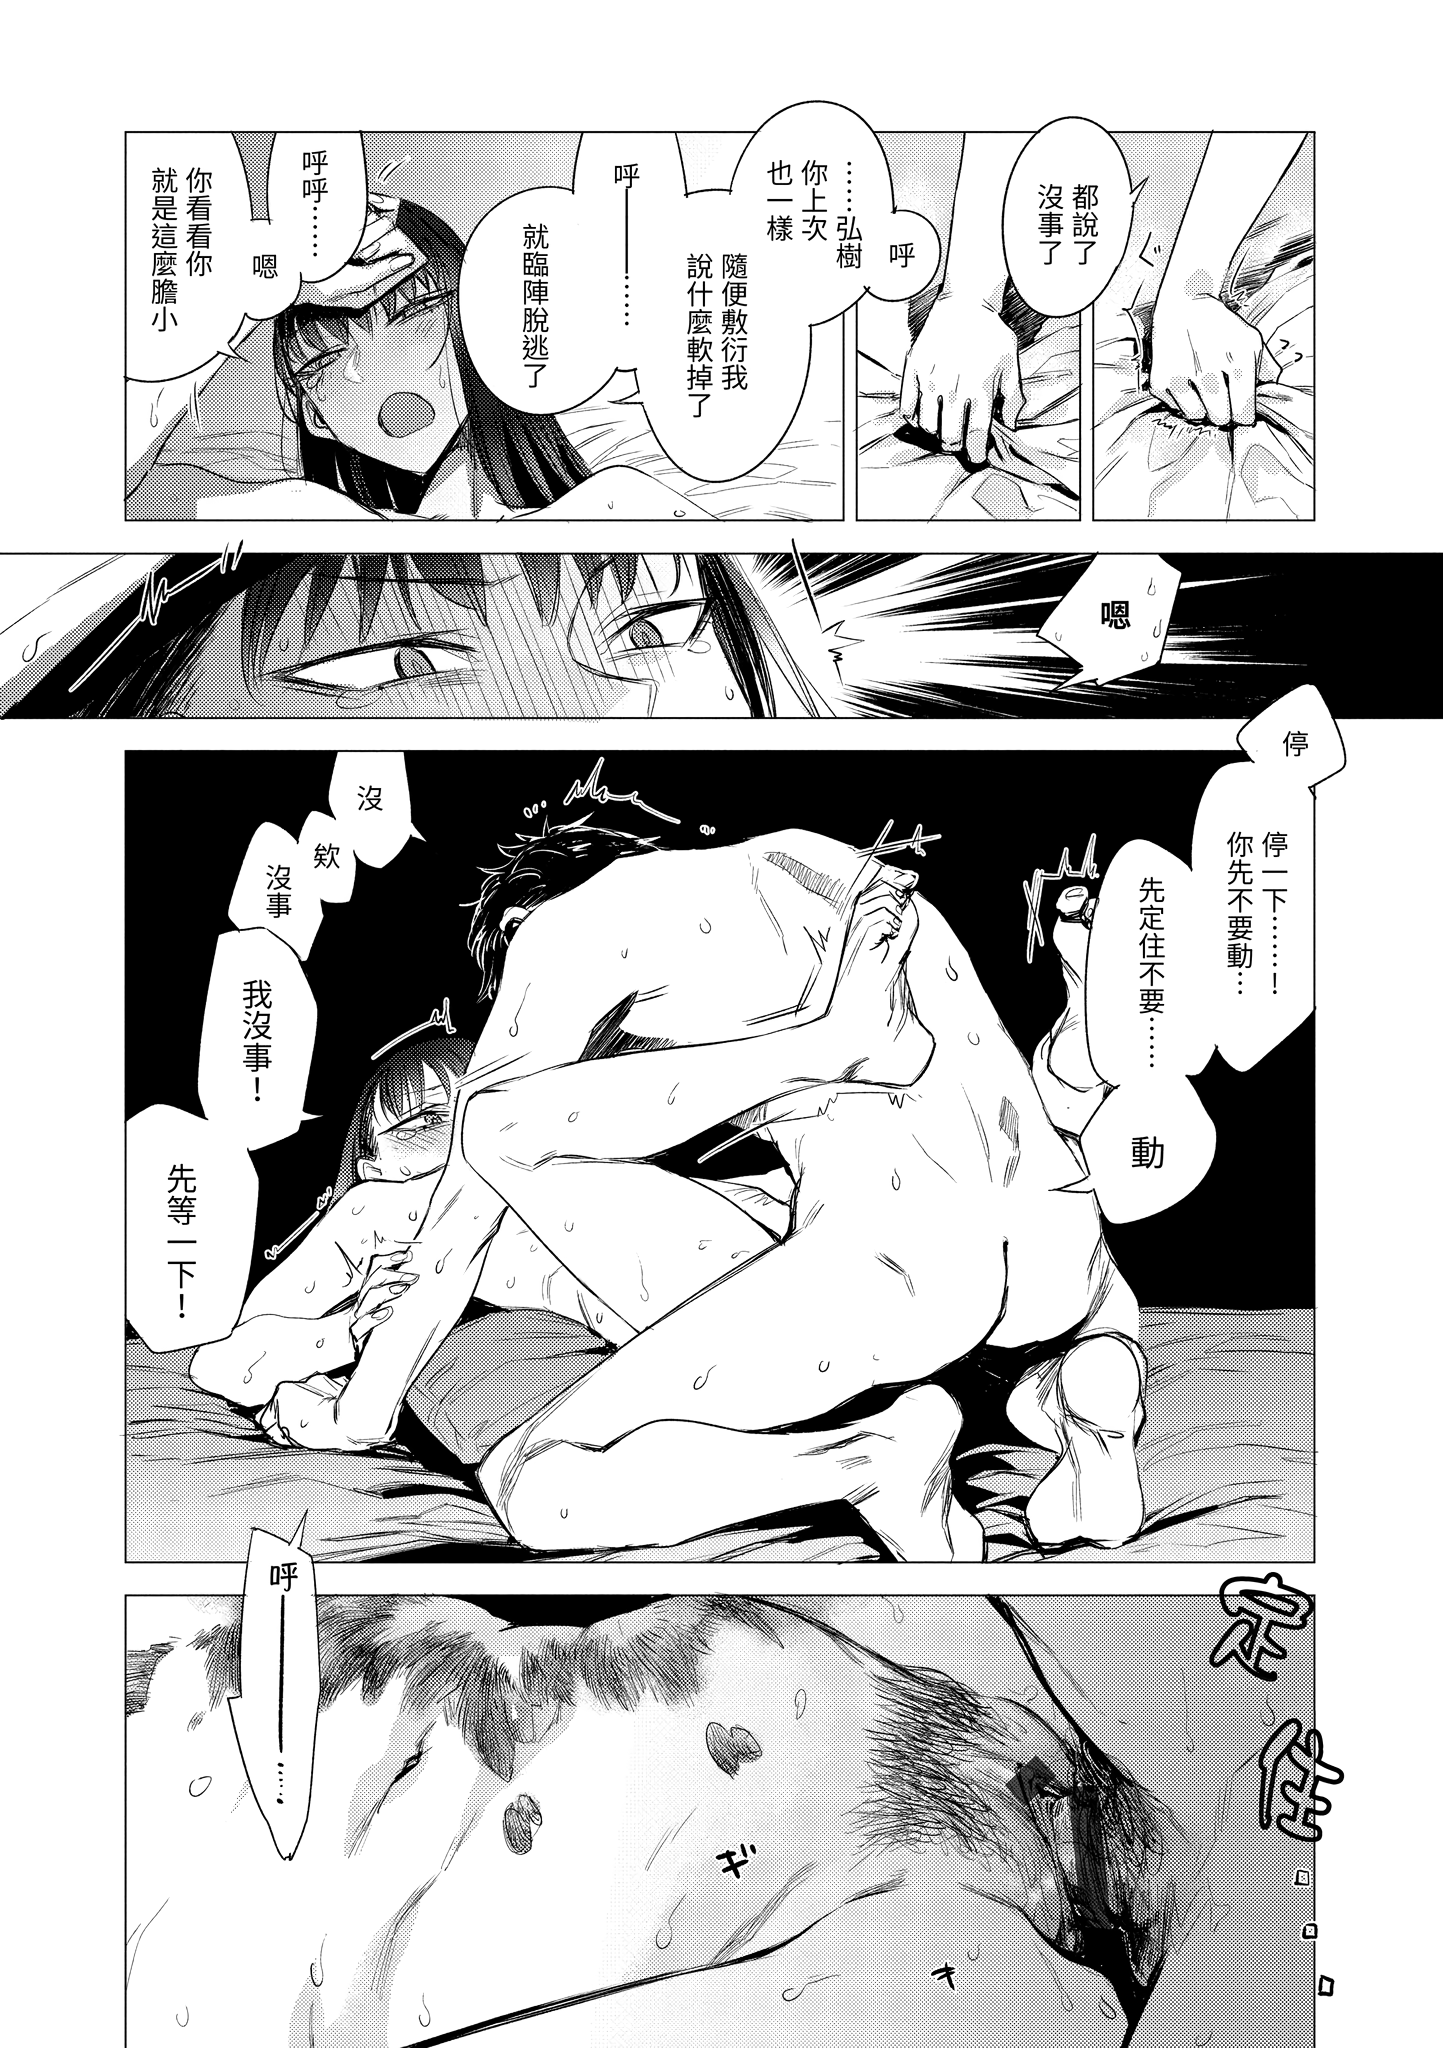 都說了
沒事了
呼
……弘樹
你上次
也一樣
隨便敷衍我
說什麼軟掉了
呼——……
就臨陣脫逃了
呼呼……
嗯
你看看你
就是這麼膽小
嗯
停
停一下……!
你先不要動…
先定住不要……
動
沒
欸
沒事
我沒事!
先等一下!
定住...
呼——……
ギ
ギ